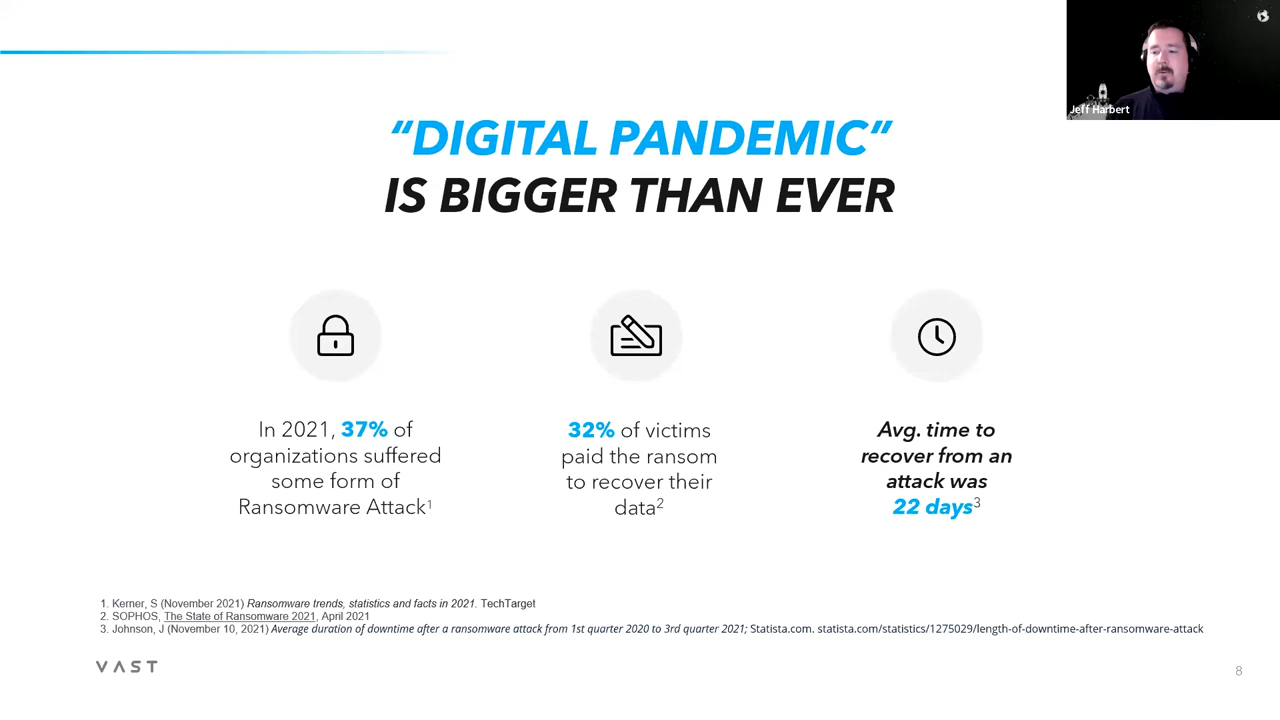 Jeff Harbert
“DIGITAL PANDEMIC”
IS BIGGER THAN EVER
In 2021, 37% of
organizations suffered
some form of
Ransomware Attack1
32% of victims
paid the ransom
to recover their
data2
Avg. time to
recover from an
attack was
22 days3
1. Kerner, S (November 2021) Ransomware trends, statistics and facts in 2021. TechTarget
2. SOPHOS, The State of Ransomware 2021, April 2021
3. Johnson, J (November 10, 2021) Average duration of downtime after a ransomware attack from 1st quarter 2020 to 3rd quarter 2021; Statista.com. statista.com/statistics/1275029/length-of-downtime-after-ransomware-attack
VAST
8